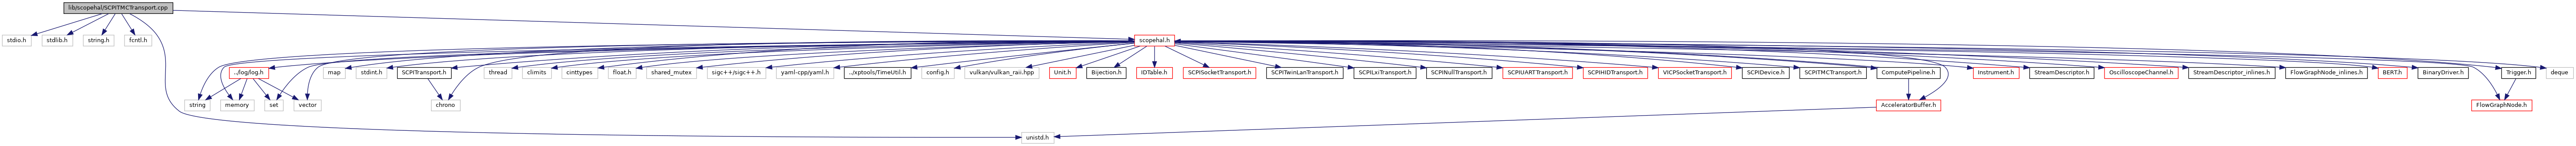 lib/scopehal/SCPITMCTransport.cpp
stdio.h
stdlib.h
string.h
fcntl.h
scopehal.h
../log/log.h
map
stdint.h
SCPITransport.h
thread
climits
cinttypes
float.h
shared_mutex
sigc++/sigc++.h
yaml-cpp/yaml.h
../xptools/TimeUtil.h
config.h
vulkan/vulkan_raii.hpp
Unit.h
Bijection.h
IDTable.h
SCPISocketTransport.h
SCPITwinLanTransport.h
SCPILxiTransport.h
SCPINullTransport.h
SCPIUARTTransport.h
SCPIHIDTransport.h
VICPSocketTransport.h
SCPIDevice.h
SCPITMCTransport.h
ComputePipeline.h
Instrument.h
StreamDescriptor.h
OscilloscopeChannel.h
StreamDescriptor_inlines.h
FlowGraphNode_inlines.h
BERT.h
BinaryDriver.h
Trigger.h
deque
string
memory
set
vector
chrono
AcceleratorBuffer.h
FlowGraphNode.h
unistd.h